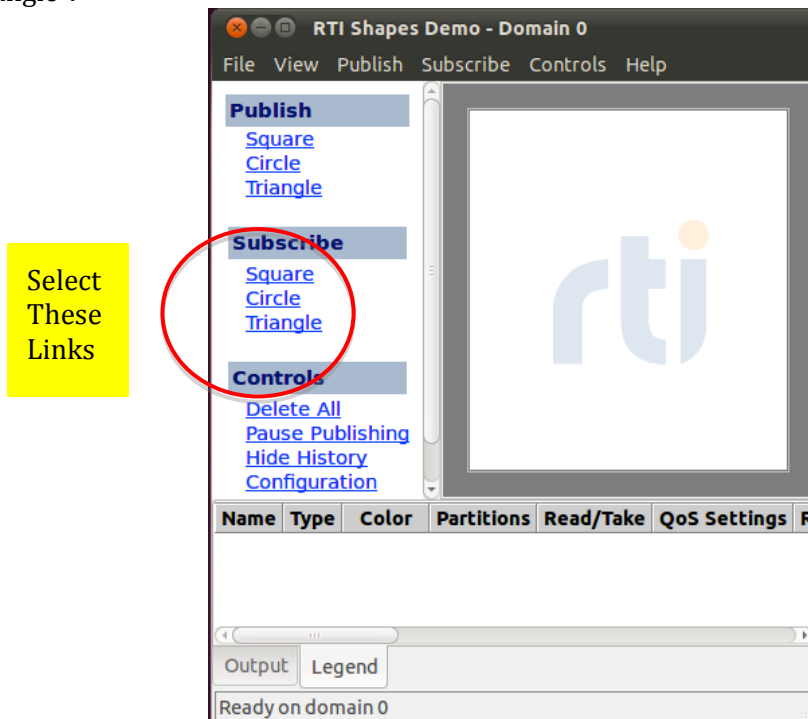 RTI Shapes Demo - Domain 0
File View Publish Subscribe Controls Help
Publish
Square
Circle
Triangle
Subscribe
Square
Circle
Triangle
Select
These
Links
Controls
Delete All
Pause Publishing
Hide History
Configuration
rti
Name Type Color Partitions Read/Take QoS Settings
Output Legend
Ready on domain 0